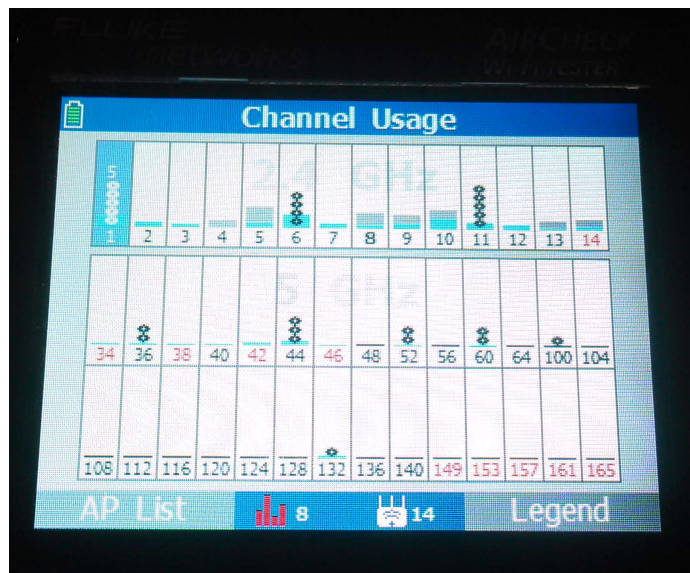 FLUKE
networks
AIRCHECK
WI-FI TESTER
Channel Usage
2.4 GHz
5
1 2 3 4 5 6 7 8 9 10 11 12 13 14
5 GHz
34 36 38 40 42 44 46 48 52 56 60 64 100 104
108 112 116 120 124 128 132 136 140 149 153 157 161 165
AP List 8 14 Legend